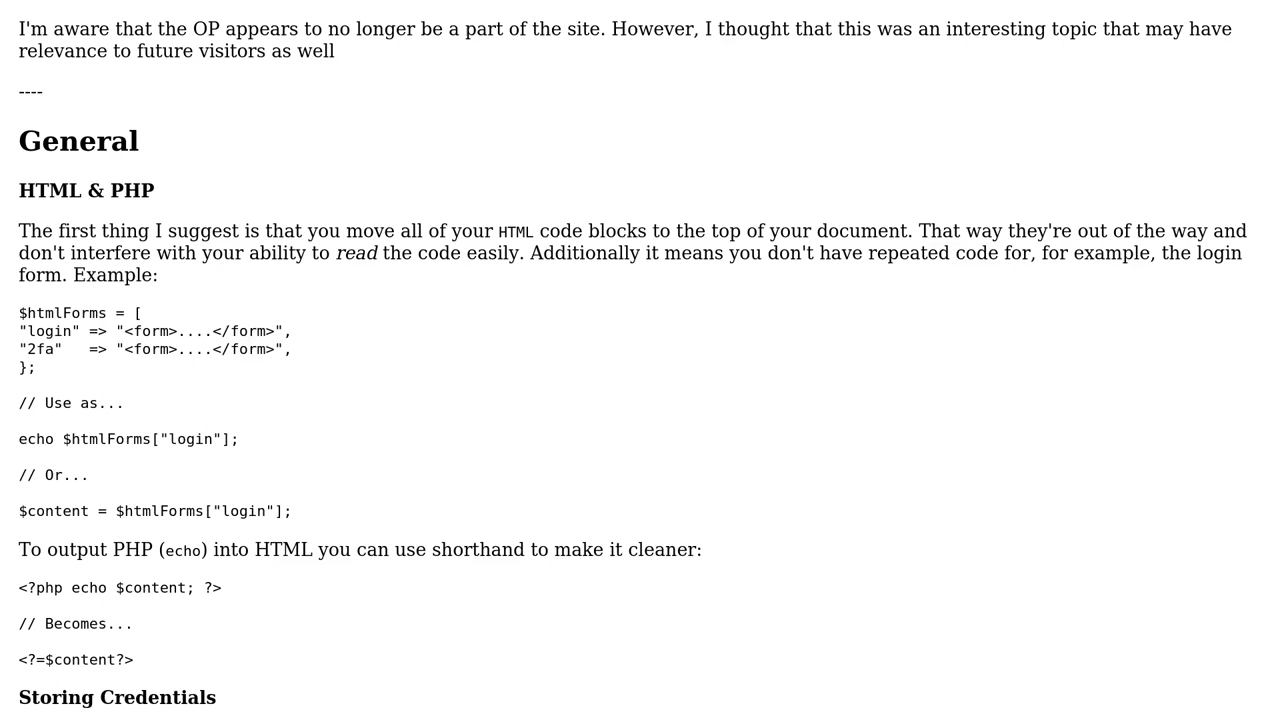 I'm aware that the OP appears to no longer be a part of the site. However, I thought that this was an interesting topic that may have
relevance to future visitors as well
----
General
HTML & PHP
The first thing I suggest is that you move all of your HTML code blocks to the top of your document. That way they're out of the way and
don't interfere with your ability to read the code easily. Additionally it means you don't have repeated code for, for example, the login
form. Example:
$htmlForms = [
"login" => "<form>....</form>",
"2fa"   => "<form>....</form>",
};
// Use as...
echo $htmlForms["login"];
// Or...
$content = $htmlForms["login"];
To output PHP (echo) into HTML you can use shorthand to make it cleaner:
<?php echo $content; ?>
// Becomes...
<?=$content?>
Storing Credentials